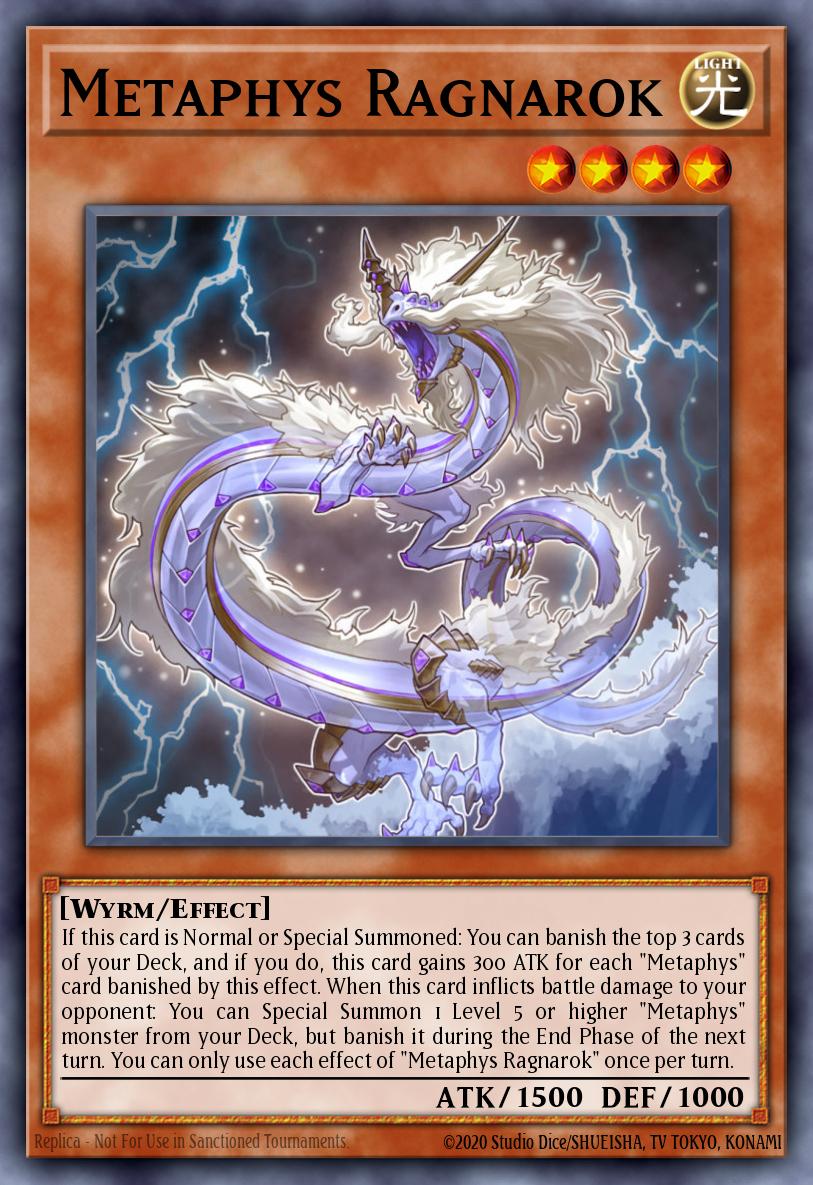 Metaphys Ragnarok
LIGHT
光
[Wyrm/Effect]
If this card is Normal or Special Summoned: You can banish the top 3 cards
of your Deck, and if you do, this card gains 300 ATK for each "Metaphys"
card banished by this effect. When this card inflicts battle damage to your
opponent: You can Special Summon 1 Level 5 or higher "Metaphys"
monster from your Deck, but banish it during the End Phase of the next
turn. You can only use each effect of "Metaphys Ragnarok" once per turn.
ATK/1500 DEF/1000
Replica - Not For Use in Sanctioned Tournaments.
©2020 Studio Dice/SHUEISHA, TV TOKYO, KONAMI